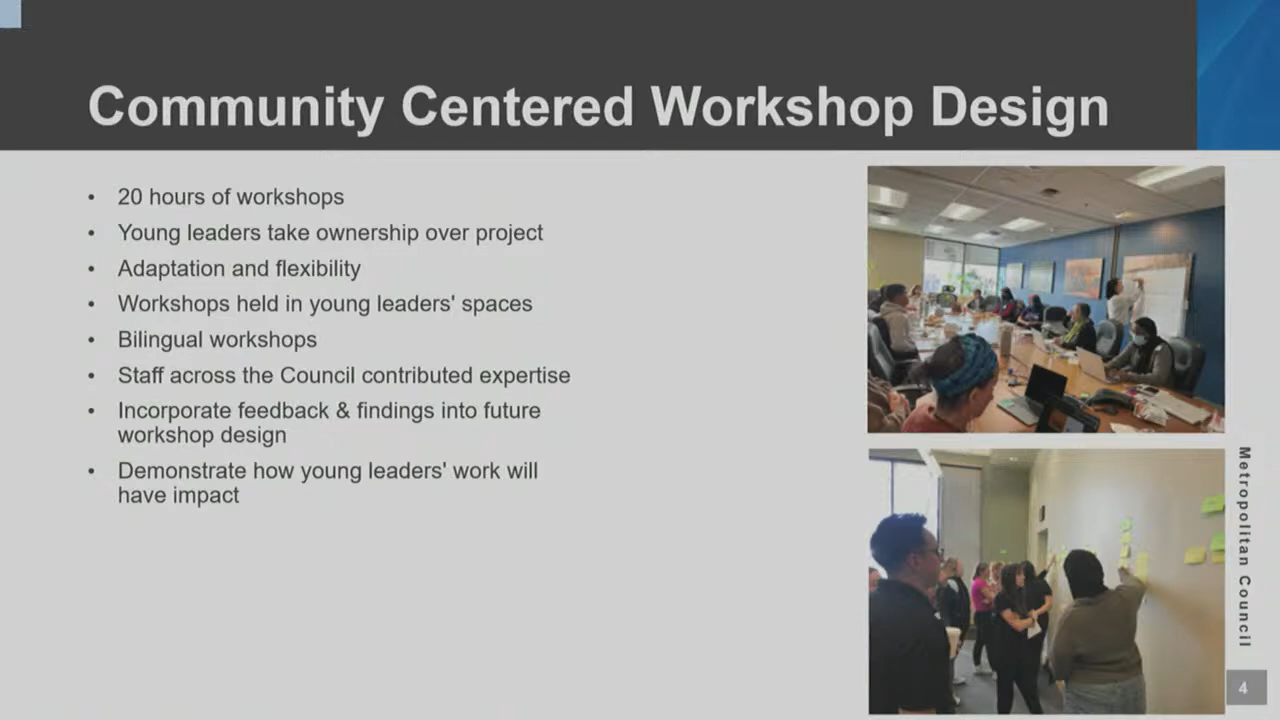 Community Centered Workshop Design
• 20 hours of workshops
• Young leaders take ownership over project
• Adaptation and flexibility
• Workshops held in young leaders' spaces
• Bilingual workshops
• Staff across the Council contributed expertise
• Incorporate feedback & findings into future
workshop design
• Demonstrate how young leaders' work will
have impact
Metropolitan Council
4